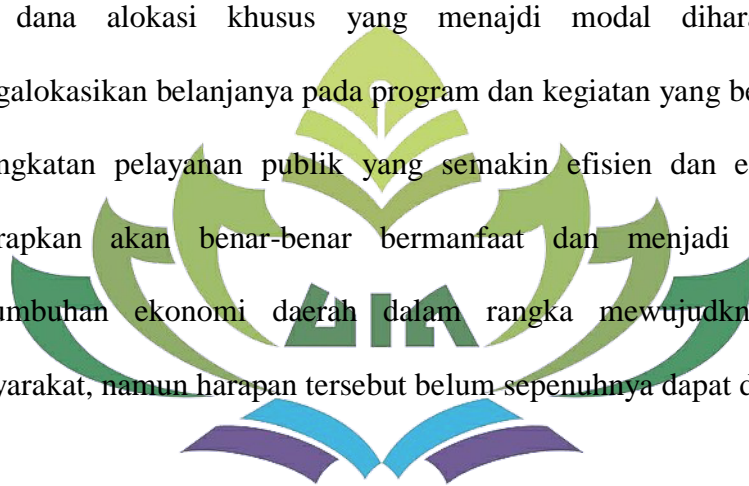 dana alokasi khusus yang menajdi modal dihara
galokasikan belanjanya pada program dan kegiatan yang be
ngkatan pelayanan publik yang semakin efisien dan e
rapkan akan benar-benar bermanfaat dan menjadi
umbuhan ekonomi daerah dalam rangka mewujudkn
UIN
yarakat, namun harapan tersebut belum sepenuhnya dapat d